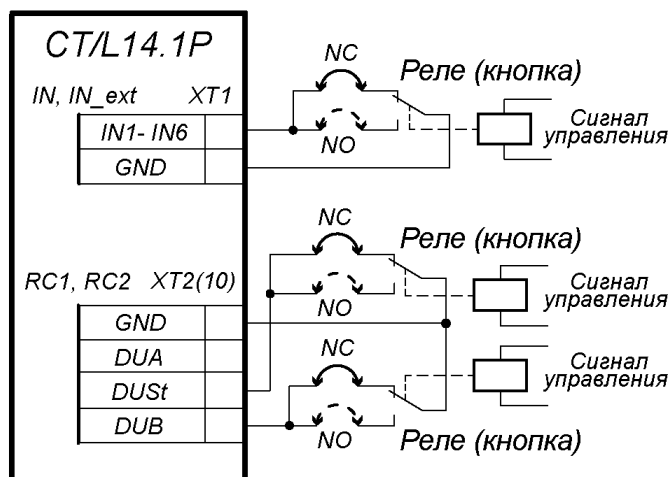 CT/L14.1P
IN, IN_ext XT1
IN1- IN6
GND
NC
NO
Реле (кнопка)
Сигнал
управления
RC1, RC2 XT2(10)
GND
DUA
DUSt
DUB
NC
NO
Реле (кнопка)
Сигнал
управления
NC
NO
Сигнал
управления
Реле (кнопка)